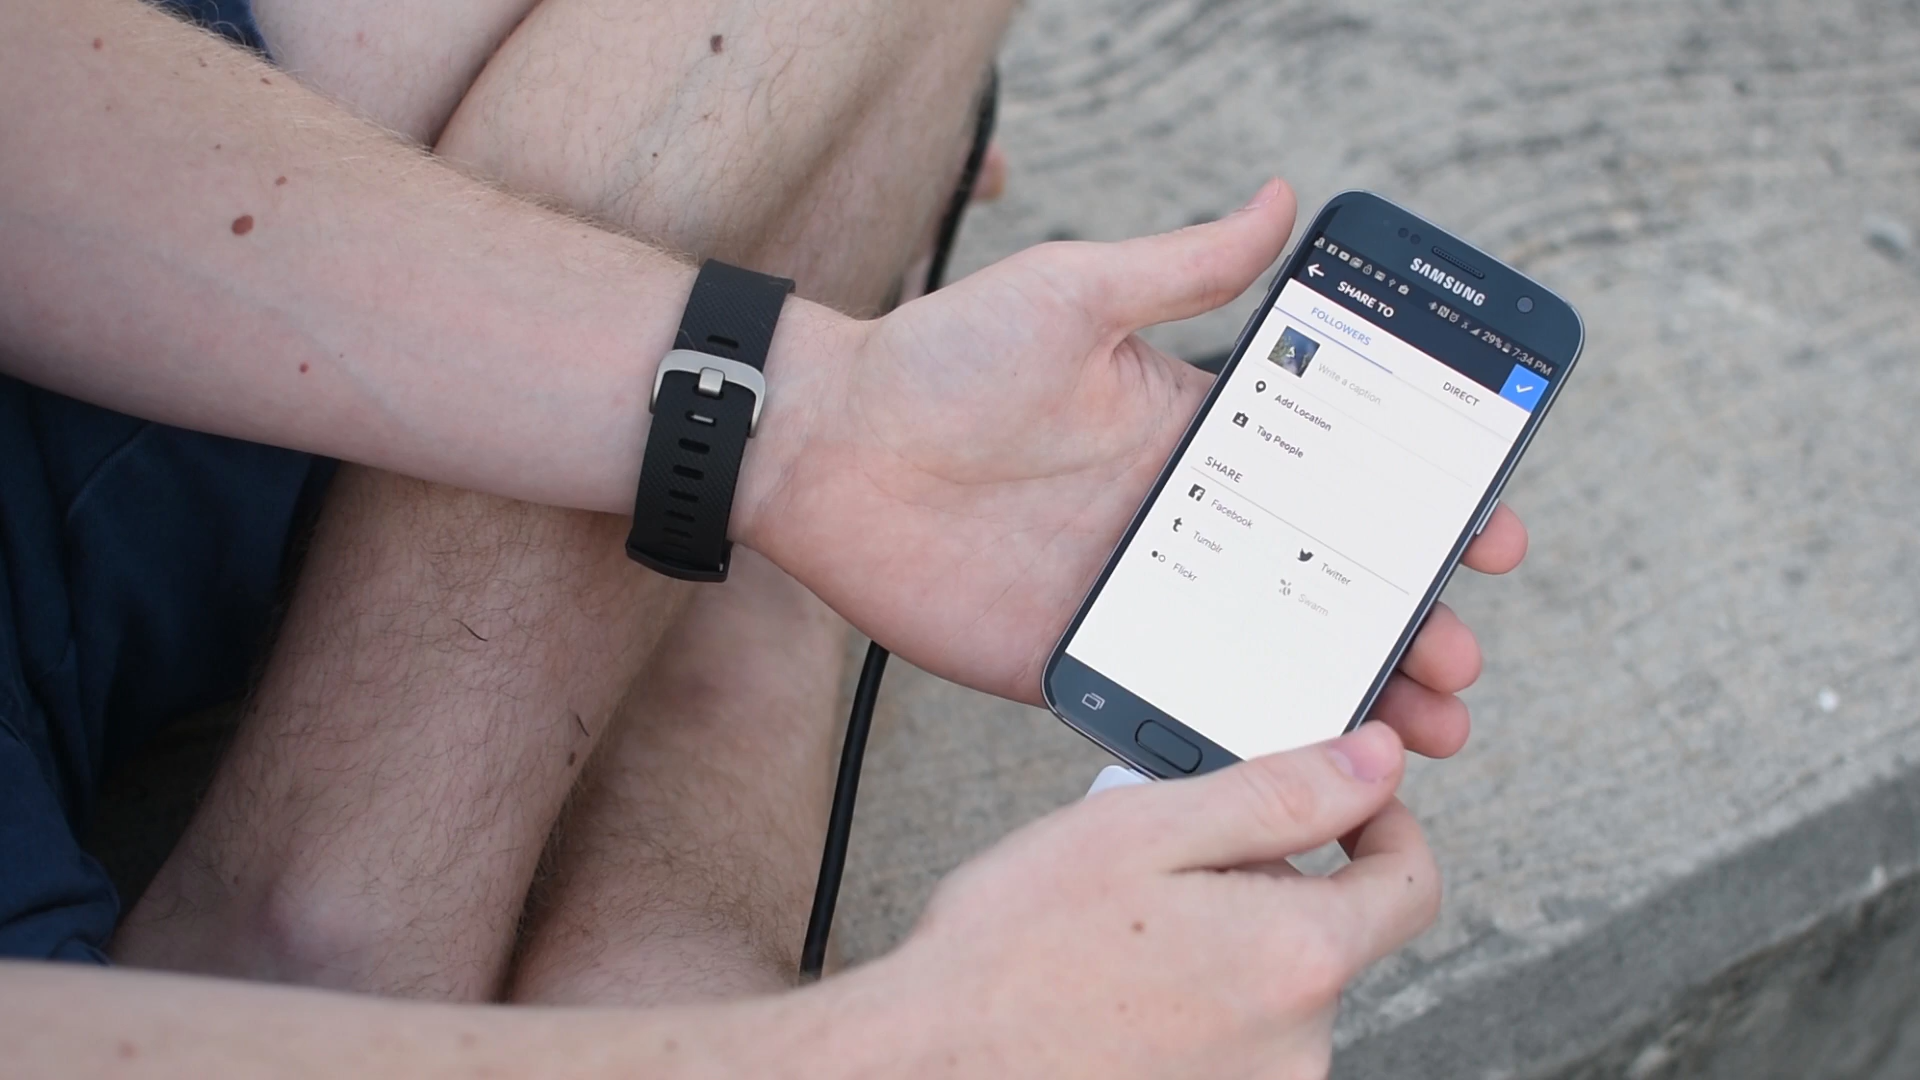 SAMSUNG
29% 7:34 PM
SHARE TO
FOLLOWERS
DIRECT
Write a caption
Add Location
Tag People
SHARE
Facebook
Twitter
Tumblr
Swarm
Flickr